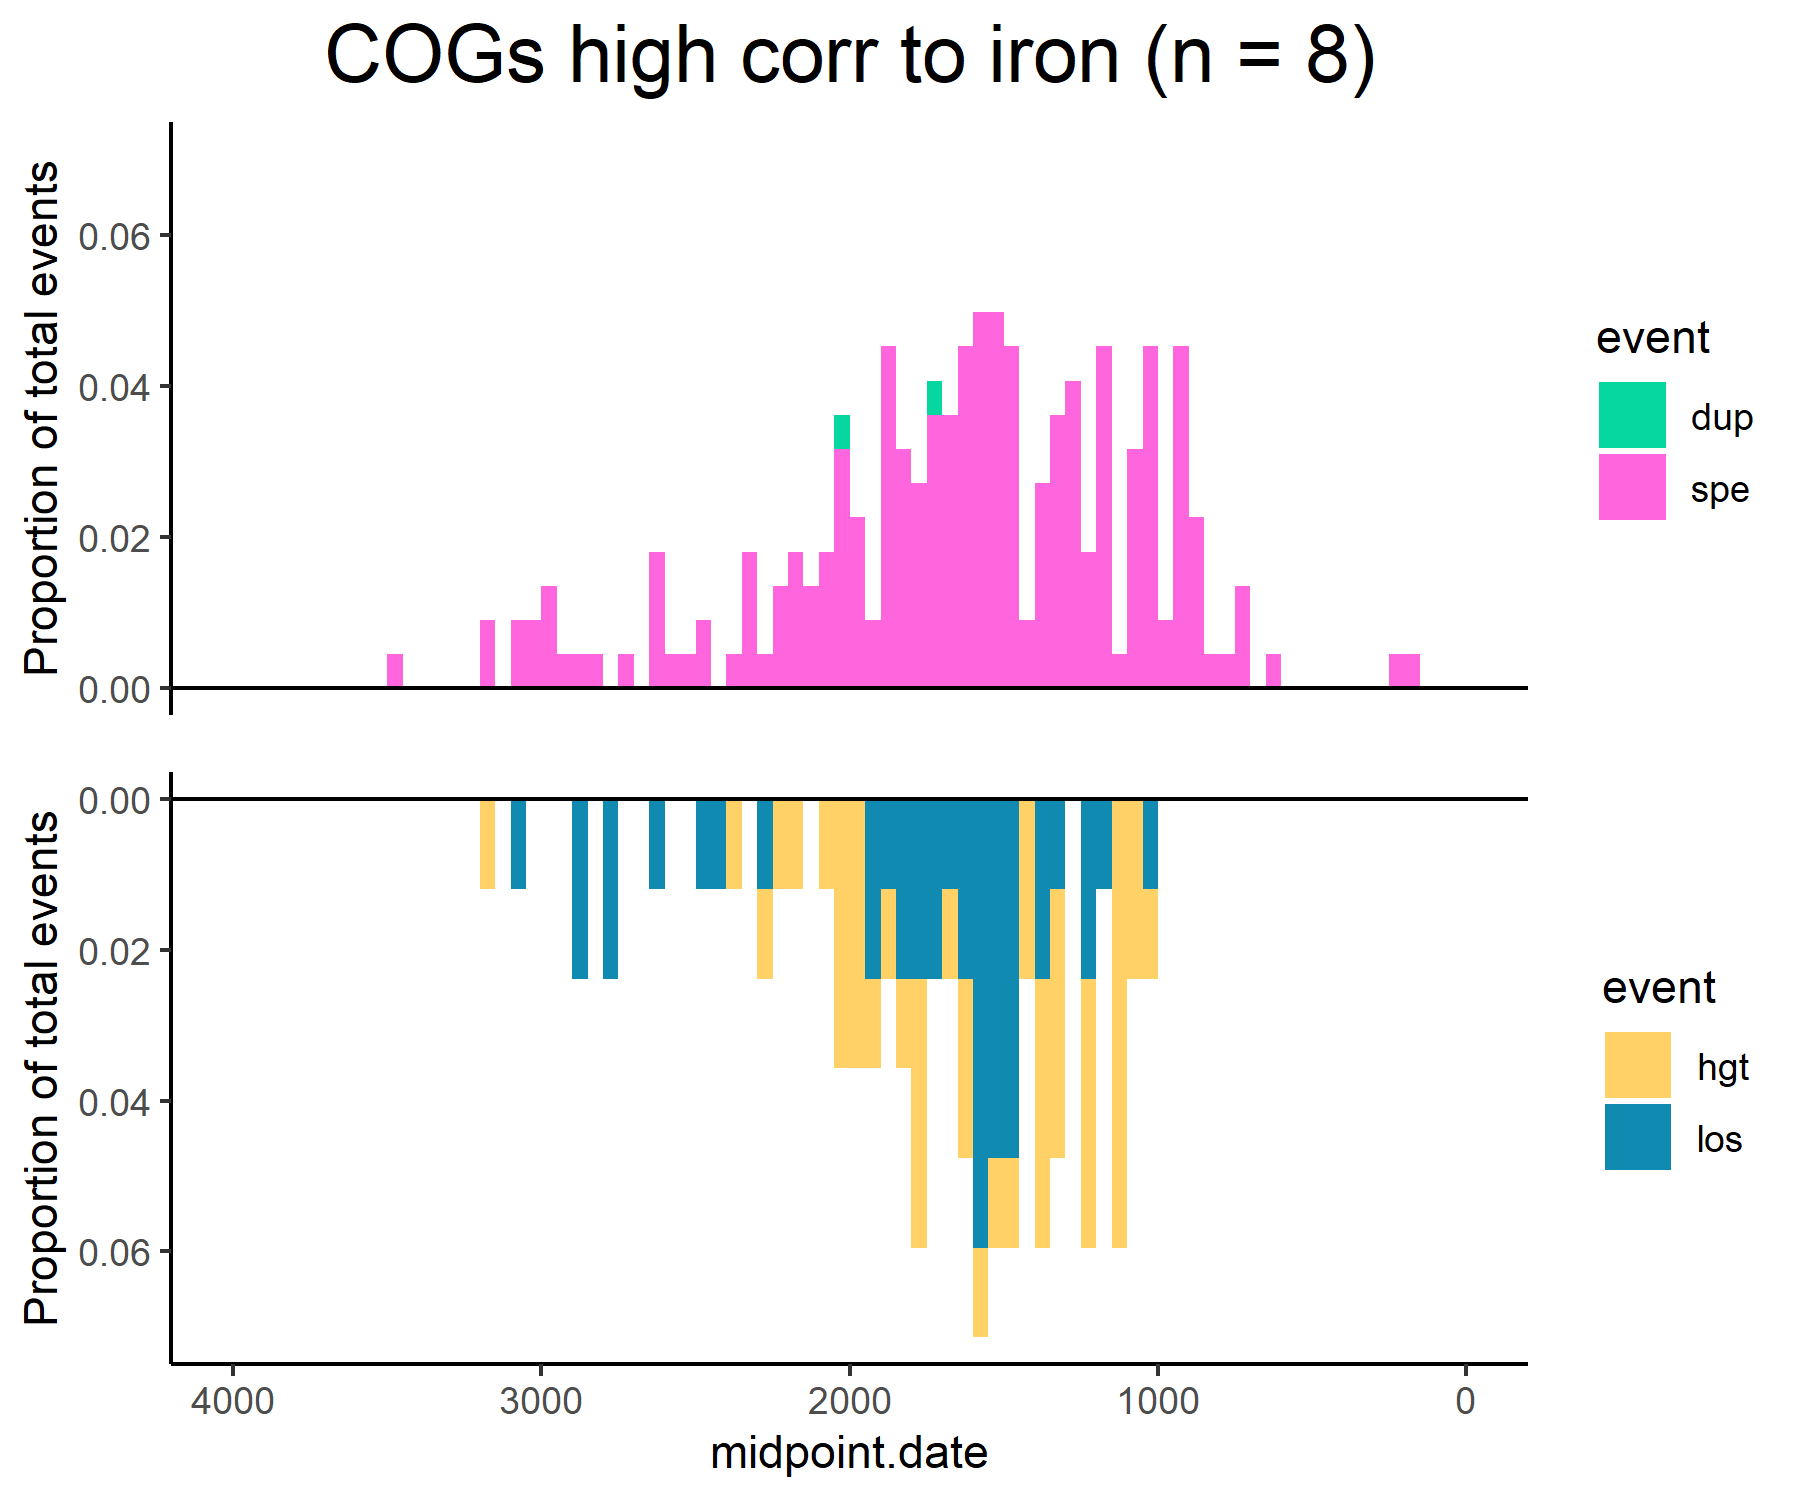 COGs high corr to iron (n = 8)
Proportion of total events
0.06
0.04
0.02
0.00
event
dup
spe
Proportion of total events
0.00
0.02
0.04
0.06
event
hgt
los
4000 3000 2000 1000 0
midpoint.date